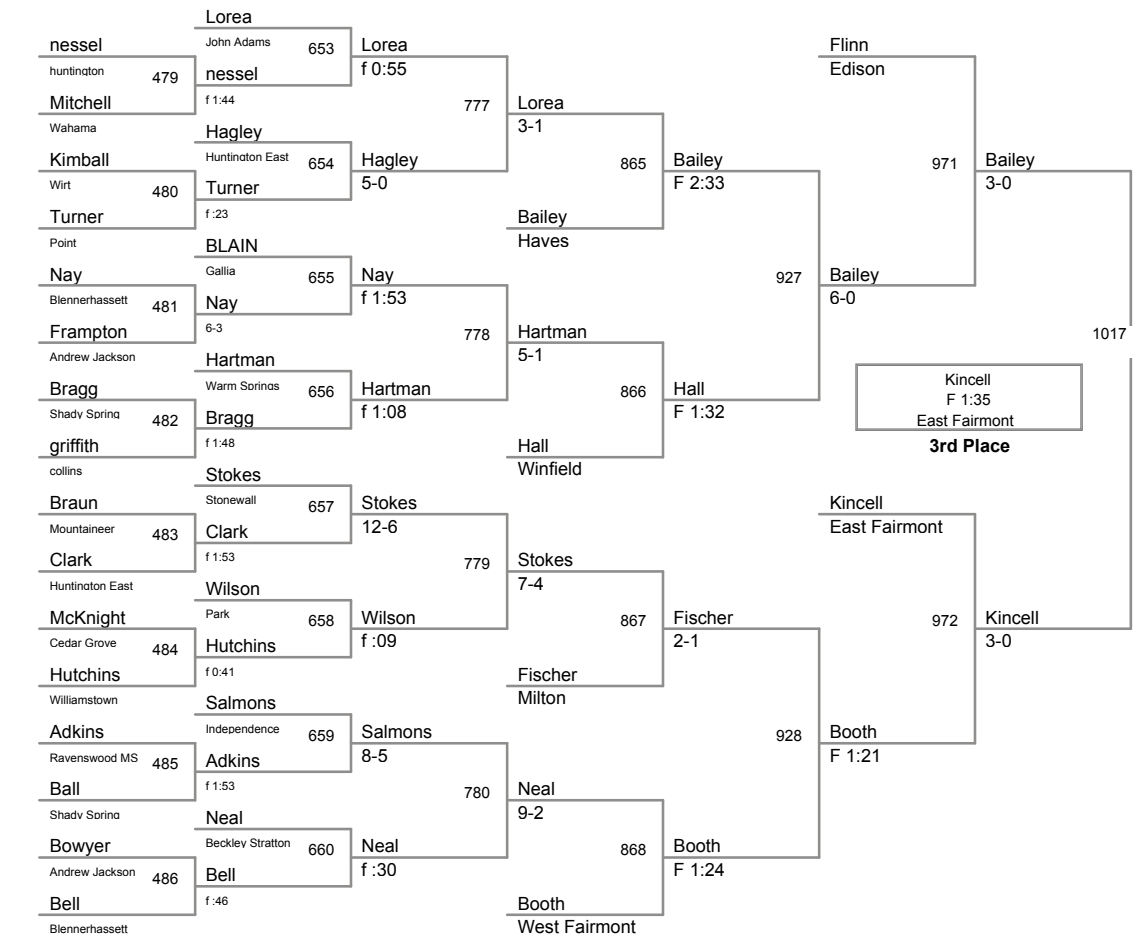 Lorea
nessel
John Adams
653
Lorea
Flinn
huntington
479
nessel
f 0:55
Edison
Mitchell
f 1:44
777
Lorea
Wahama
Hagley
3-1
Kimball
Huntington East
654
Hagley
865
Bailey
971
Bailey
Wirt
480
Turner
5-0
F 2:33
3-0
Turner
f :23
Bailey
Point
BLAIN
Haves
Nay
Gallia
655
Nay
927
Bailey
Blennerhassett
481
Nay
f 1:53
6-0
Frampton
6-3
778
Hartman
1017
Andrew Jackson
Hartman
5-1
Bragg
Warm Springs
656
Hartman
866
Hall
Kincell
Shady Spring
482
Bragg
f 1:08
F 1:32
F 1:35
East Fairmont
griffith
f 1:48
Hall
3rd Place
collins
Stokes
Winfield
Braun
Stonewall
657
Stokes
Kincell
Mountaineer
483
Clark
12-6
East Fairmont
Clark
f 1:53
779
Stokes
Huntington East
Wilson
7-4
McKnight
Park
658
Wilson
867
Fischer
972
Kincell
Cedar Grove
484
Hutchins
f :09
2-1
3-0
Hutchins
f 0:41
Fischer
Williamstown
Salmons
Milton
Adkins
Independence
659
Salmons
928
Booth
Ravenswood MS
485
Adkins
8-5
F 1:21
Ball
f 1:53
780
Neal
Shady Spring
Neal
9-2
Bowyer
Beckley Stratton
660
Neal
868
Booth
Andrew Jackson
486
Bell
f :30
F 1:24
Bell
f :46
Booth
Blennerhassett
West Fairmont